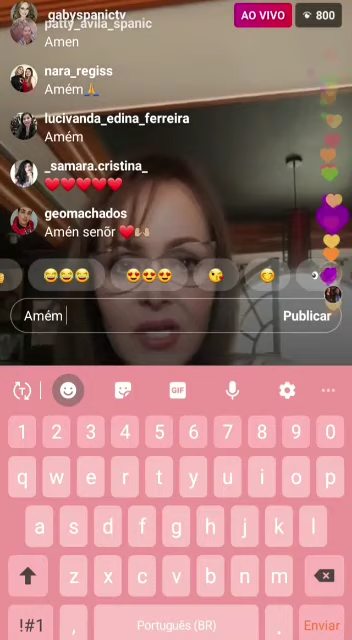 gabyspanictv
AO VIVO
800
patty_avila_spanic
Amen
nara_regiss
Amém🙏
lucivanda_edina_ferreira
Amém
_samara.cristina_
❤️❤️❤️❤️❤️
geomachados
Amén senõr ❤️🙌🏼
😂😂😂
😍😍😍
😘
😋
Amém
Publicar
T
GIF
1 2 3 4 5 6 7 8 9 0
q w e r t y u i o p
a s d f g h j k l
z x c v b n m
!#1 , Português (BR) . Enviar